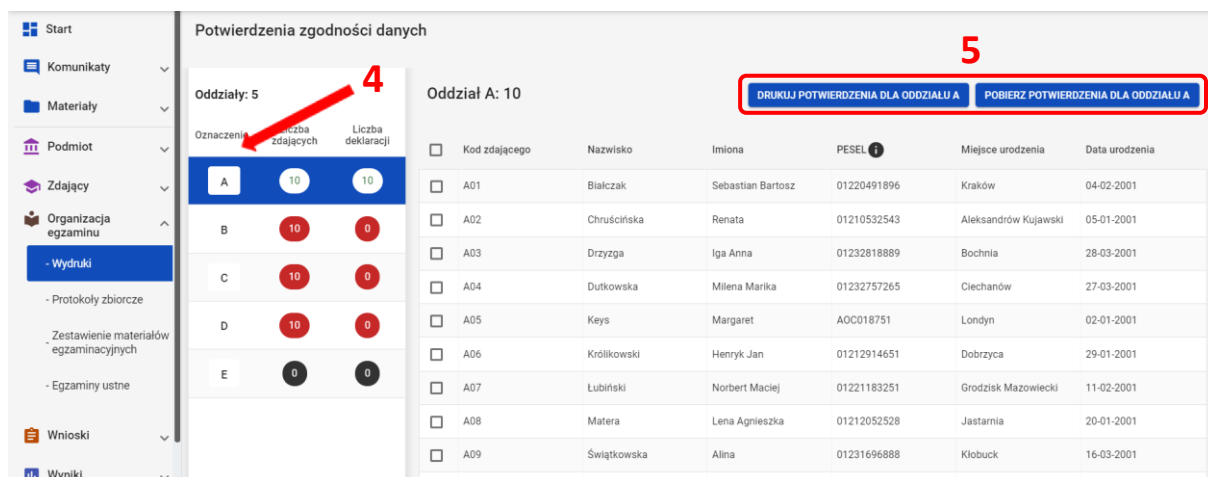 Start
Komunikaty
Materiały
Podmiot
Zdający
Organizacja
egzaminu
- Wydruki
- Protokoły zbiorcze
- Zestawienie materiałów
egzaminacyjnych
- Egzaminy ustne
Wnioski
Wyniki
Potwierdzenia zgodności danych
4
5
Oddziały: 5
Oznaczenie Liczba zdających Liczba deklaracji
A 10 10
B 10 0
C 10 0
D 10 0
E 0 0
Oddział A: 10
DRUKUJ POTWIERDZENIA DLA ODDZIAŁU A POBIERZ POTWIERDZENIA DLA ODDZIAŁU A
Kod zdającego Nazwisko Imiona PESEL Miejsce urodzenia Data urodzenia
A01 Białczak Sebastian Bartosz 01220491896 Kraków 04-02-2001
A02 Chruścińska Renata 01210532543 Aleksandrów Kujawski 05-01-2001
A03 Drzyzga Iga Anna 01232818889 Bochnia 28-03-2001
A04 Dutkowska Milena Marika 01232757265 Ciechanów 27-03-2001
A05 Keys Margaret AOC018751 Londyn 02-01-2001
A06 Królikowski Henryk Jan 01212914651 Dobrzyca 29-01-2001
A07 Łubiński Norbert Maciej 01221183251 Grodzisk Mazowiecki 11-02-2001
A08 Matera Lena Agnieszka 01212052528 Jastarnia 20-01-2001
A09 Świątkowska Alina 01231696888 Kłobuck 16-03-2001